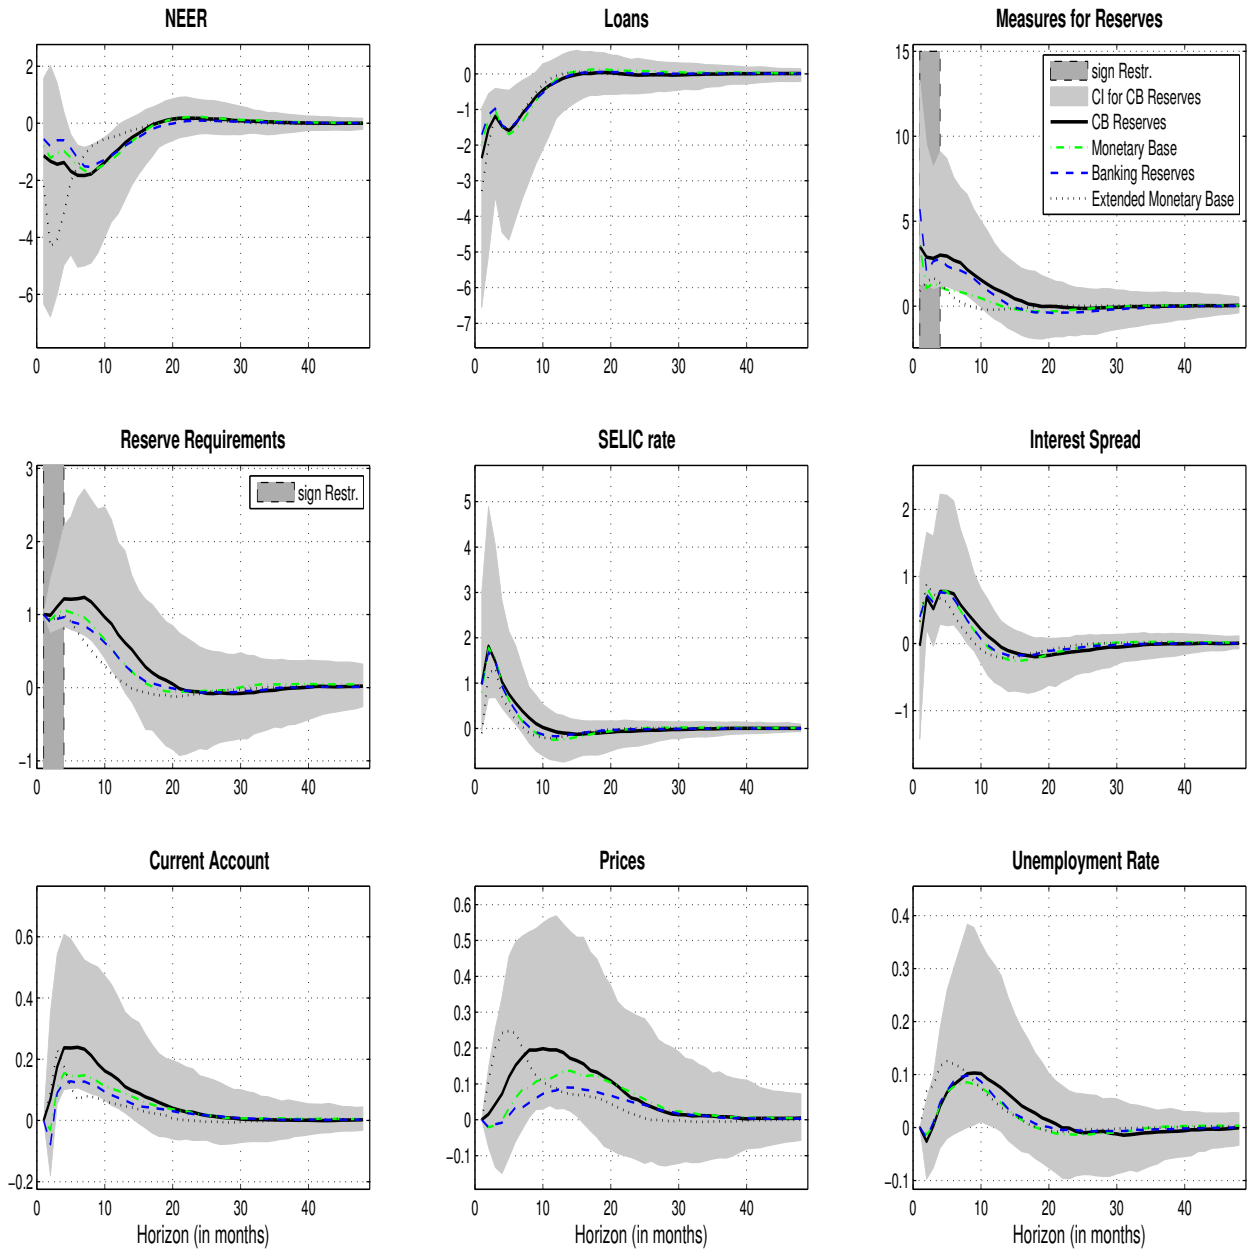 NEER
Loans
Measures for Reserves
2
0
−2
−4
−6
0 10 20 30 40
0
−1
−2
−3
−4
−5
−6
−7
0 10 20 30 40
15
10
5
0
0 10 20 30 40
sign Restr.
CI for CB Reserves
CB Reserves
Monetary Base
Banking Reserves
Extended Monetary Base
Reserve Requirements
SELIC rate
Interest Spread
3
2
1
0
−1
0 10 20 30 40
sign Restr.
5
4
3
2
1
0
0 10 20 30 40
2
1
0
−1
0 10 20 30 40
Current Account
Prices
Unemployment Rate
0.6
0.4
0.2
0
−0.2
0 10 20 30 40
Horizon (in months)
0.6
0.5
0.4
0.3
0.2
0.1
0
−0.1
0 10 20 30 40
Horizon (in months)
0.4
0.3
0.2
0.1
0
−0.1
0 10 20 30 40
Horizon (in months)